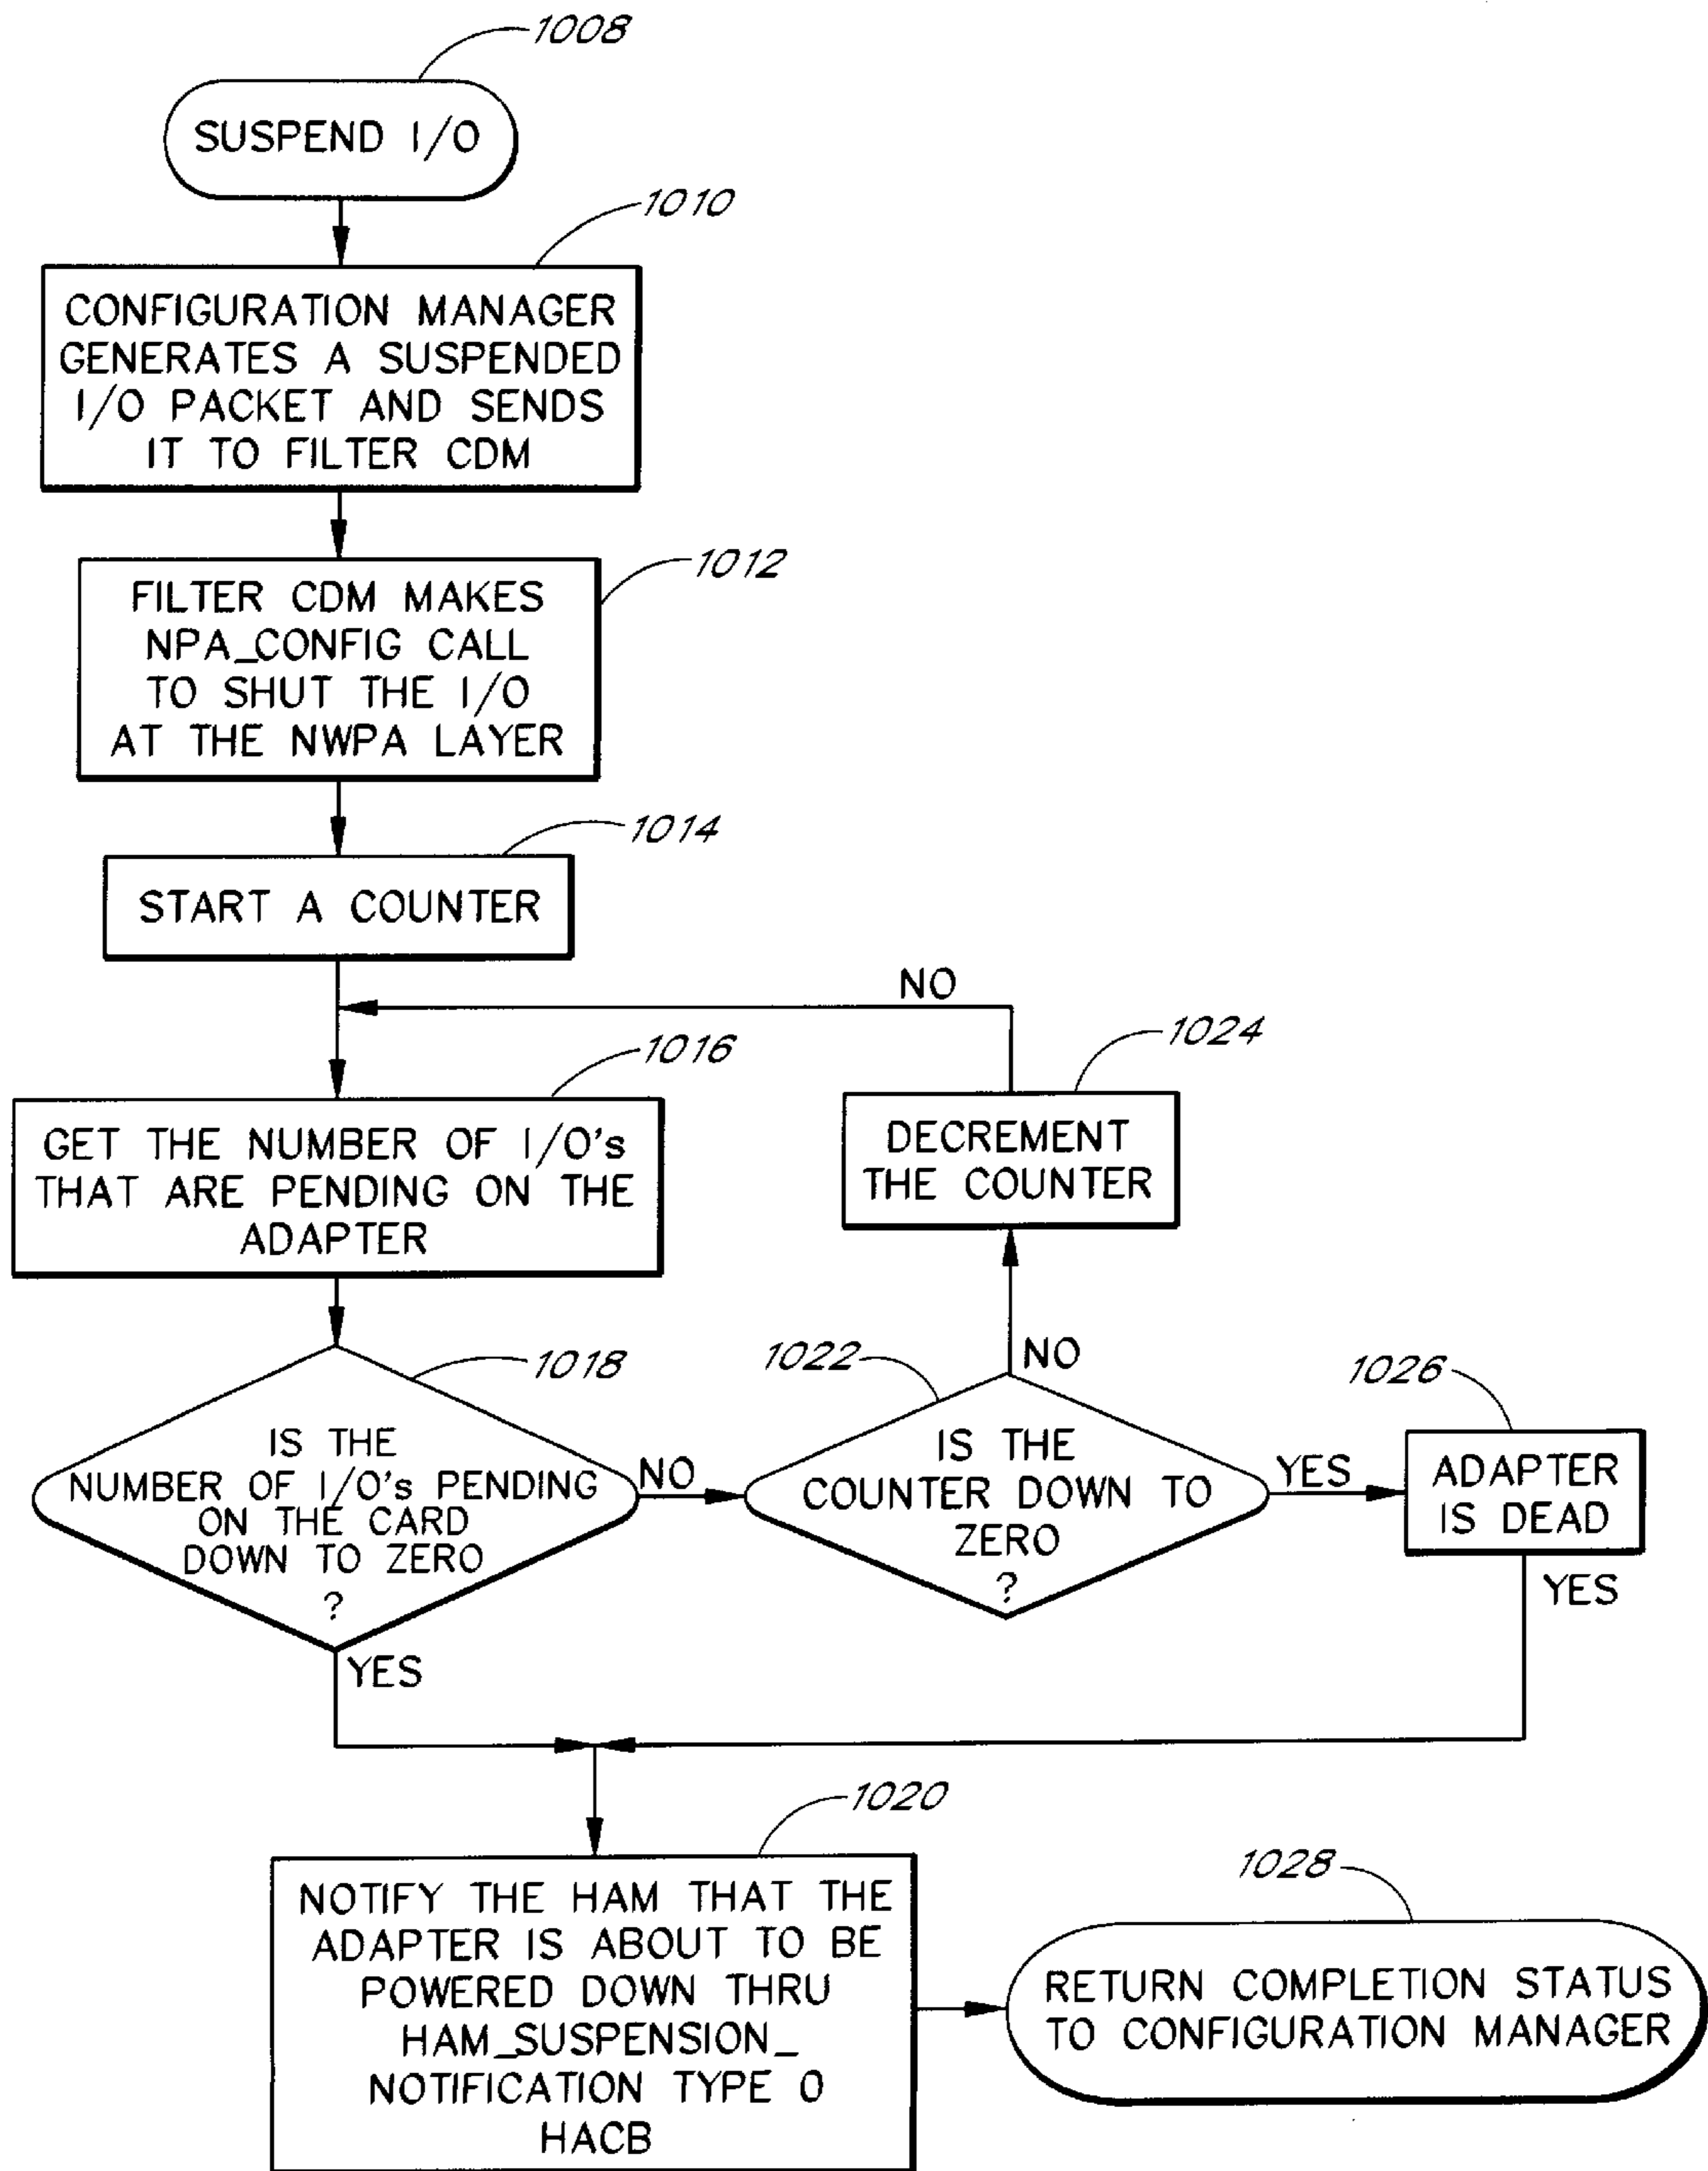 1008
SUSPEND I/O
1010
CONFIGURATION MANAGER
GENERATES A SUSPENDED
I/O PACKET AND SENDS
IT TO FILTER CDM
1012
FILTER CDM MAKES
NPA_CONFIG CALL
TO SHUT THE I/O
AT THE NWPA LAYER
1014
START A COUNTER
NO
1016
GET THE NUMBER OF I/O's
THAT ARE PENDING ON THE
ADAPTER
1024
DECREMENT
THE COUNTER
NO
1018
IS THE
NUMBER OF I/O's PENDING
ON THE CARD
DOWN TO ZERO
?
NO
YES
1022
IS THE
COUNTER DOWN TO
ZERO
?
YES
1026
ADAPTER
IS DEAD
YES
1020
NOTIFY THE HAM THAT THE
ADAPTER IS ABOUT TO BE
POWERED DOWN THRU
HAM_SUSPENSION_
NOTIFICATION TYPE 0
HACB
1028
RETURN COMPLETION STATUS
TO CONFIGURATION MANAGER